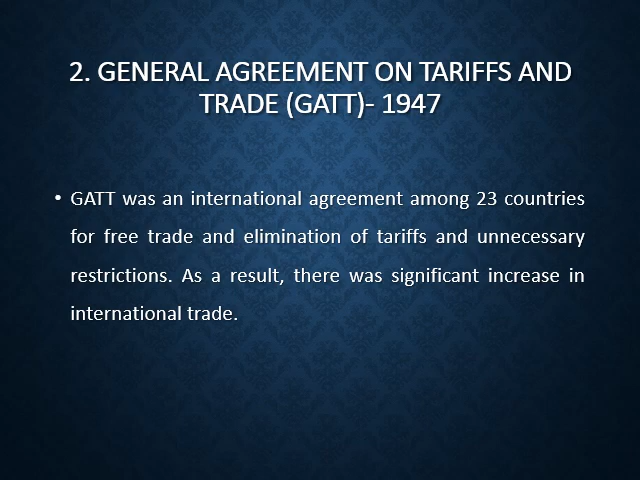 2. GENERAL AGREEMENT ON TARIFFS AND
TRADE (GATT)- 1947
• GATT was an international agreement among 23 countries
for free trade and elimination of tariffs and unnecessary
restrictions. As a result, there was significant increase in
international trade.